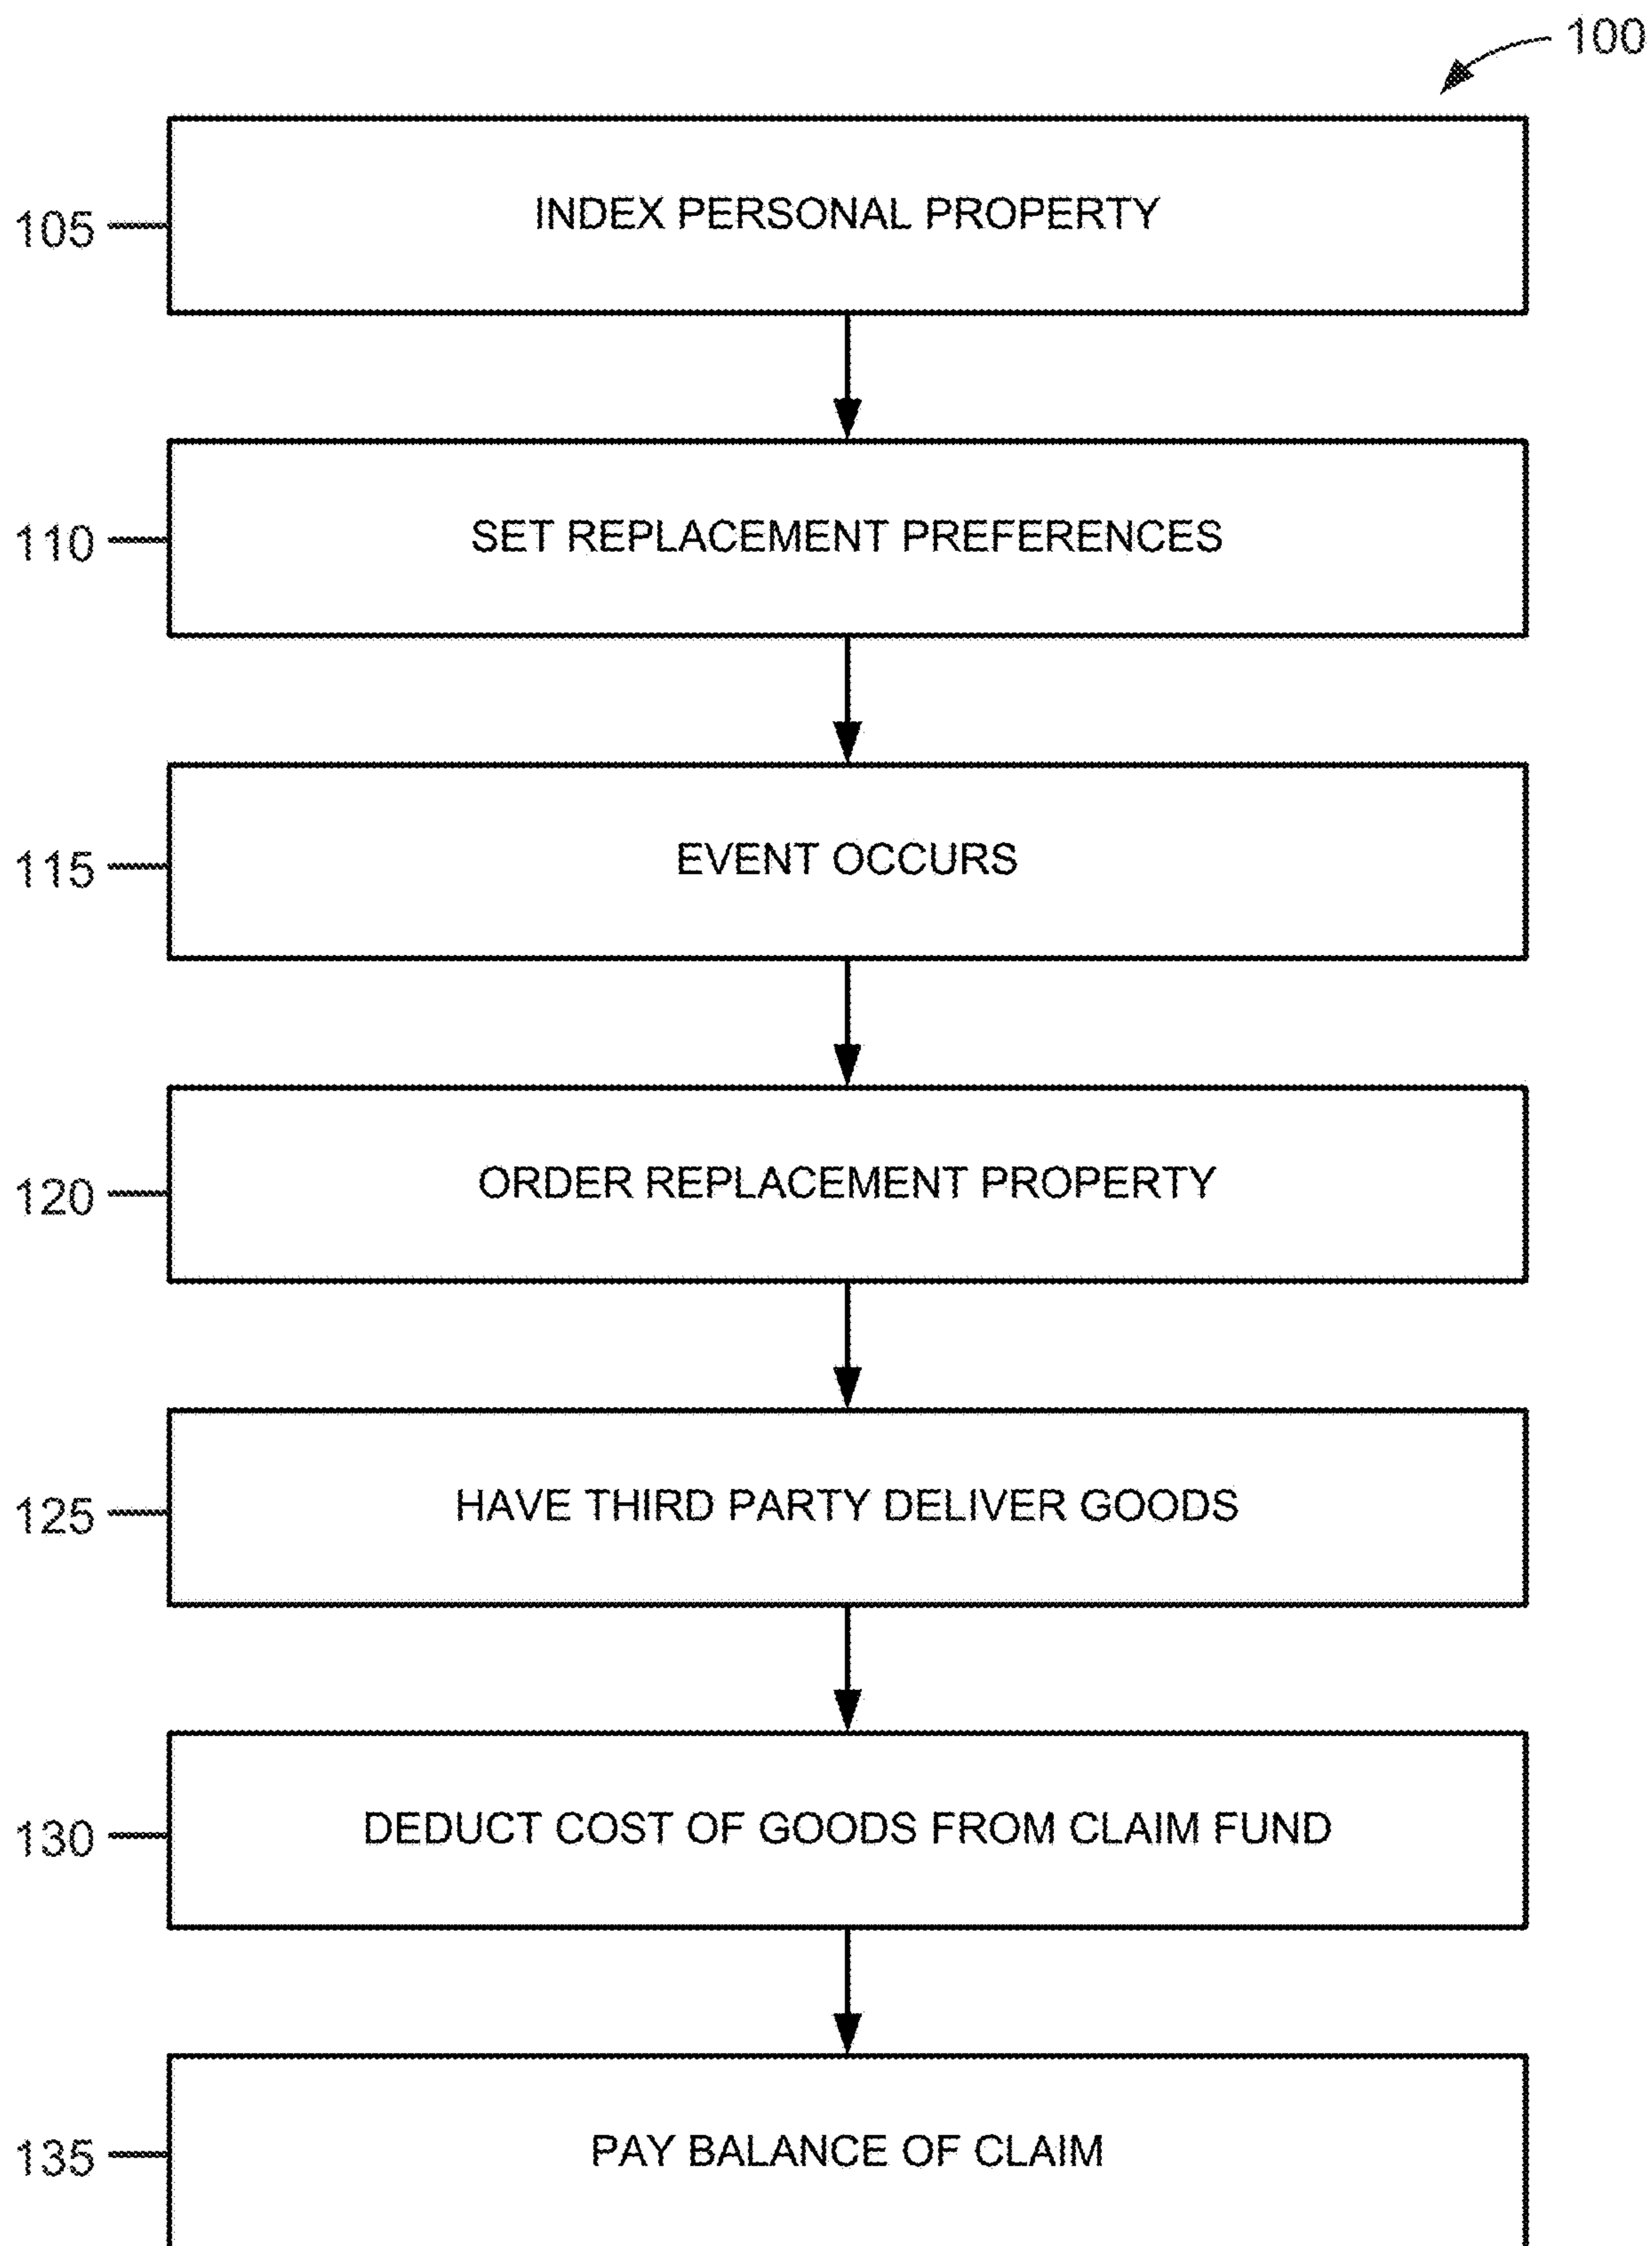 100
105
INDEX PERSONAL PROPERTY
110
SET REPLACEMENT PREFERENCES
115
EVENT OCCURS
120
ORDER REPLACEMENT PROPERTY
125
HAVE THIRD PARTY DELIVER GOODS
130
DEDUCT COST OF GOODS FROM CLAIM FUND
135
PAY BALANCE OF CLAIM